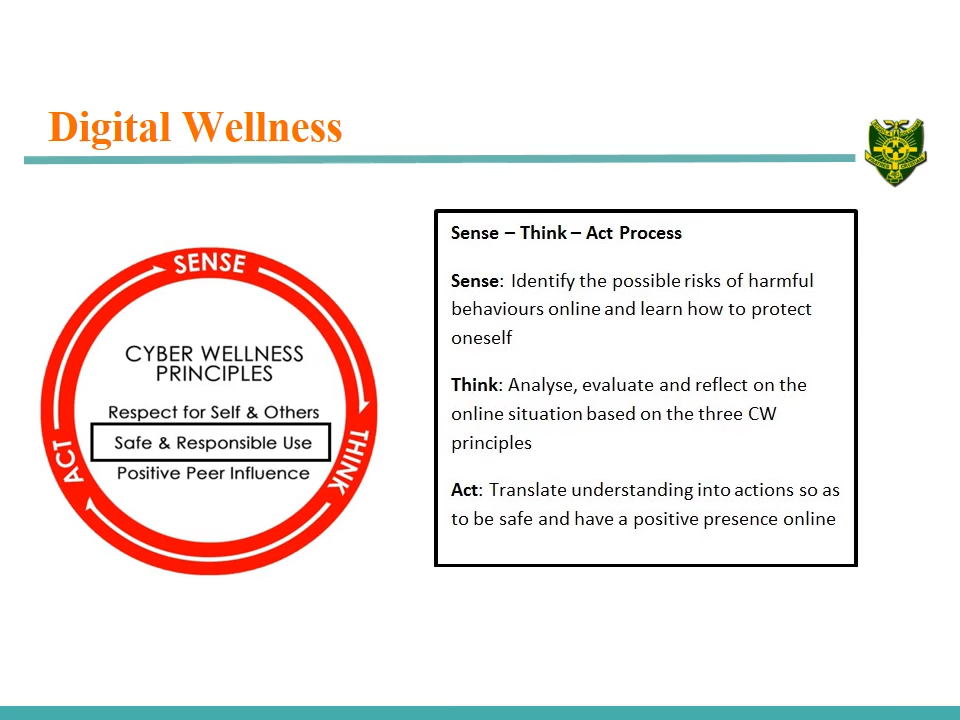 Digital Wellness
SENSE
THINK
ACT
CYBER WELLNESS
PRINCIPLES
Respect for Self & Others
Safe & Responsible Use
Positive Peer Influence
Sense – Think – Act Process
Sense: Identify the possible risks of harmful
behaviours online and learn how to protect
oneself
Think: Analyse, evaluate and reflect on the
online situation based on the three CW
principles
Act: Translate understanding into actions so as
to be safe and have a positive presence online